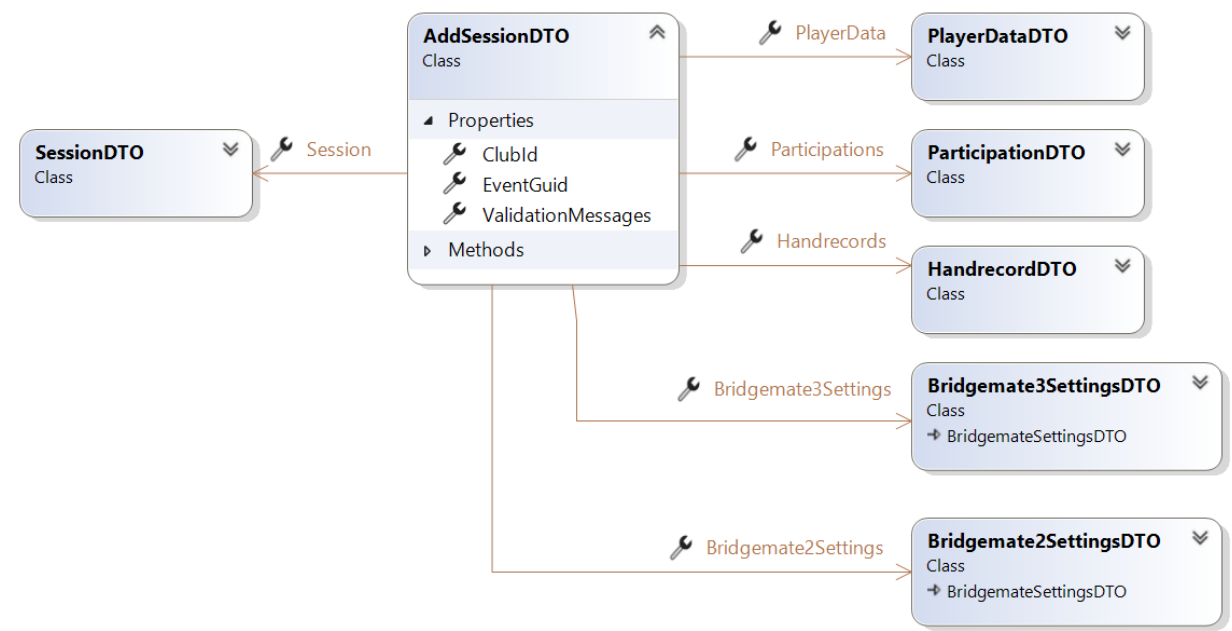 AddSessionDTO
Class
Properties
ClubId
EventGuid
ValidationMessages
Methods
Session
SessionDTO
Class
PlayerData
PlayerDataDTO
Class
Participations
ParticipationDTO
Class
Handrecords
HandrecordDTO
Class
Bridgemate3Settings
Bridgemate3SettingsDTO
Class
BridgemateSettingsDTO
Bridgemate2Settings
Bridgemate2SettingsDTO
Class
BridgemateSettingsDTO